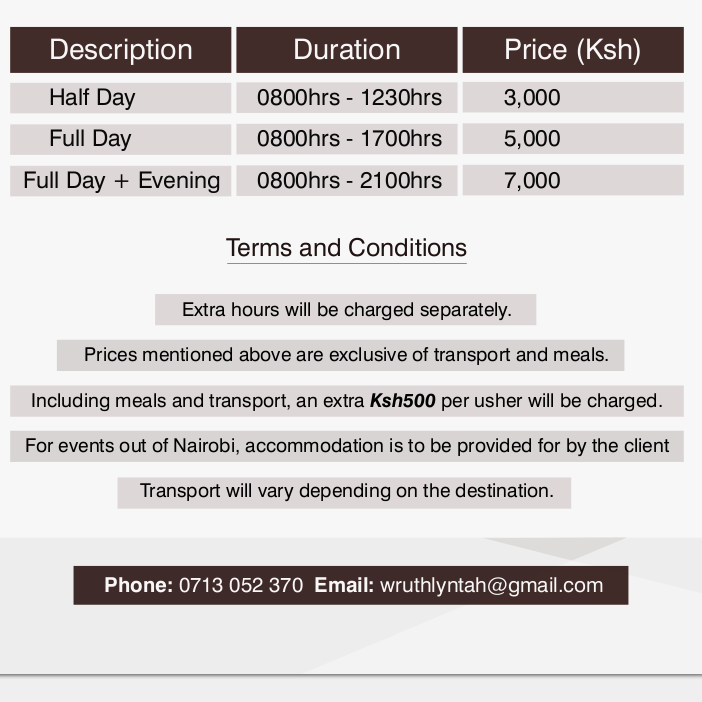 Description Duration Price (Ksh)
Half Day 0800hrs - 1230hrs 3,000
Full Day 0800hrs - 1700hrs 5,000
Full Day + Evening 0800hrs - 2100hrs 7,000
Terms and Conditions
Extra hours will be charged separately.
Prices mentioned above are exclusive of transport and meals.
Including meals and transport, an extra Ksh500 per usher will be charged.
For events out of Nairobi, accommodation is to be provided for by the client
Transport will vary depending on the destination.
Phone: 0713 052 370 Email: wruthlyntah@gmail.com